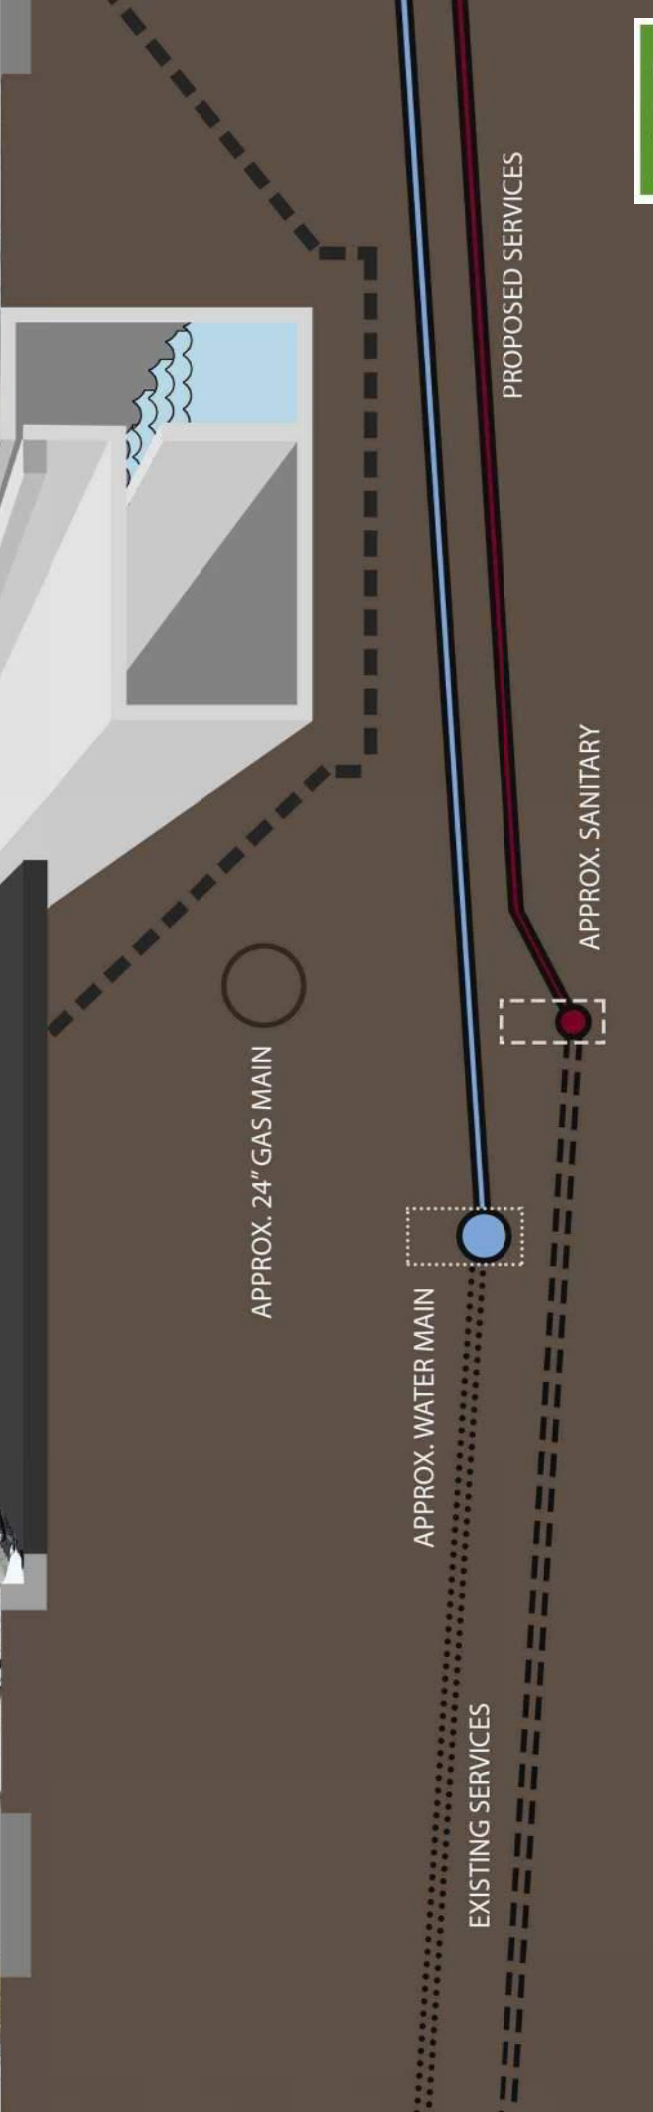 PROPOSED SERVICES
APPROX. SANITARY
APPROX. 24" GAS MAIN
APPROX. WATER MAIN
EXISTING SERVICES